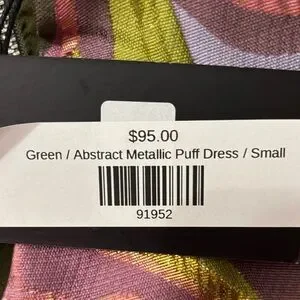 $95.00
Green / Abstract Metallic Puff Dress / Small
91952